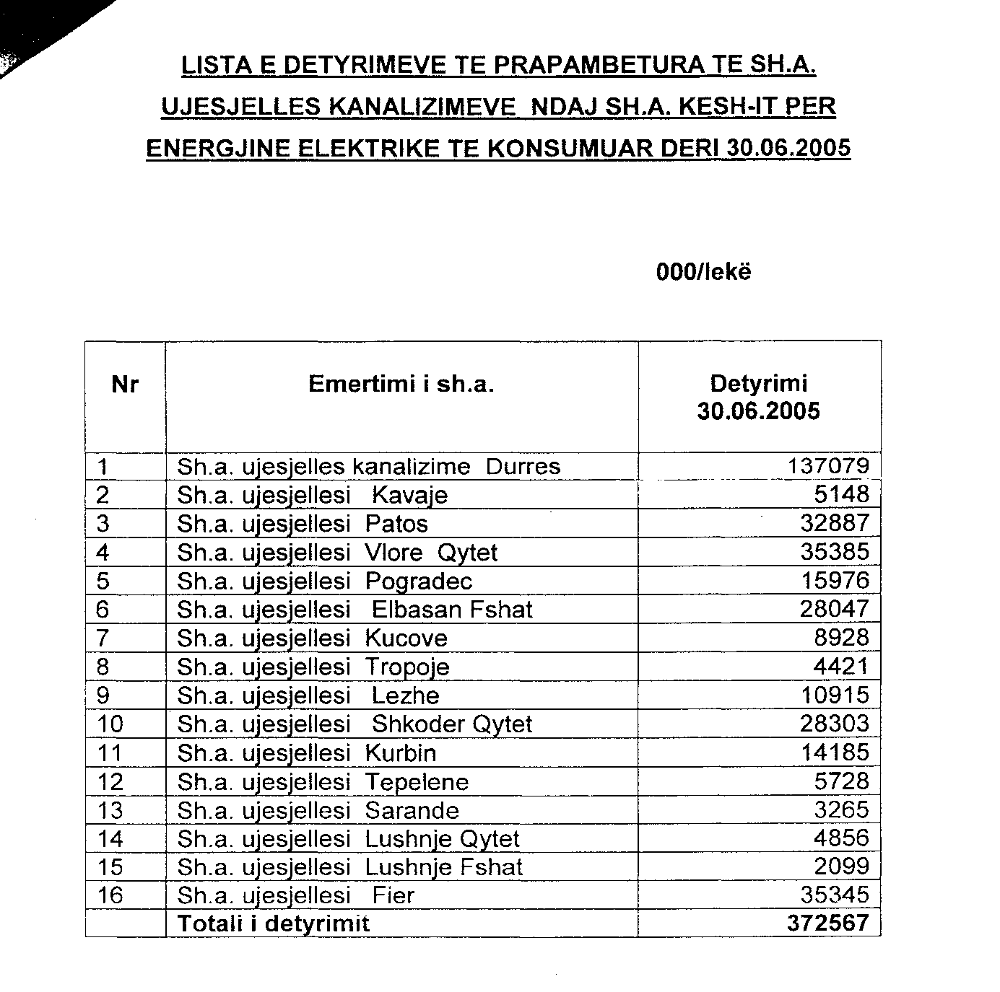 LISTA E DETYRIMEVE TE PRAPAMBETURA TE SH.A.
UJESJELLES KANALIZIMEVE NDAJ SH.A. KESH-IT PER
ENERGJINE ELEKTRIKE TE KONSUMUAR DERI 30.06.2005
000/lekë
Nr Emertimi i sh.a. Detyrimi
30.06.2005
1 Sh.a. ujesjelles kanalizime Durres 137079
2 Sh.a. ujesjellesi Kavaje 5148
3 Sh.a. ujesjellesi Patos 32887
4 Sh.a. ujesjellesi Vlore Qytet 35385
5 Sh.a. ujesjellesi Pogradec 15976
6 Sh.a. ujesjellesi Elbasan Fshat 28047
7 Sh.a. ujesjellesi Kucove 8928
8 Sh.a. ujesjellesi Tropoje 4421
9 Sh.a. ujesjellesi Lezhe 10915
10 Sh.a. ujesjellesi Shkoder Qytet 28303
11 Sh.a. ujesjellesi Kurbin 14185
12 Sh.a. ujesjellesi Tepelene 5728
13 Sh.a. ujesjellesi Sarande 3265
14 Sh.a. ujesjellesi Lushnje Qytet 4856
15 Sh.a. ujesjellesi Lushnje Fshat 2099
16 Sh.a. ujesjellesi Fier 35345
Totali i detyrimit 372567